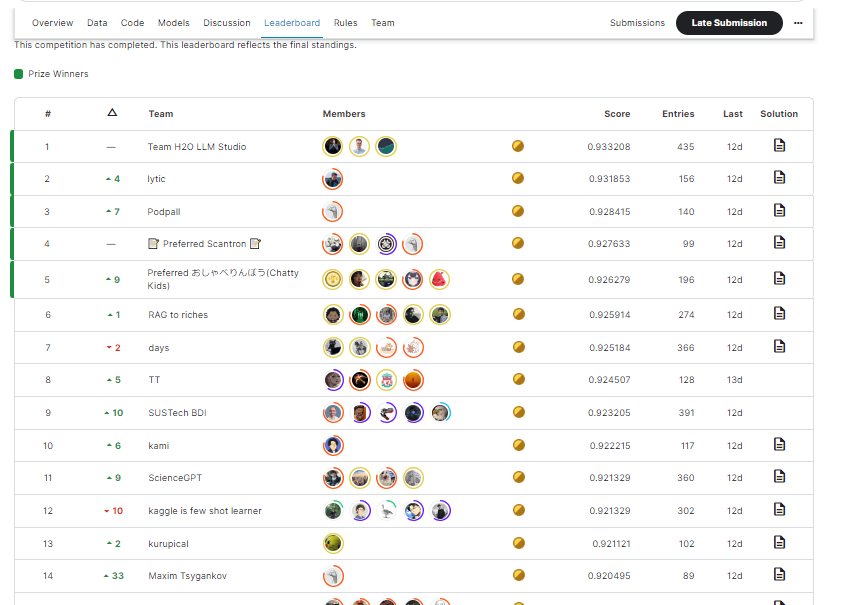 Overview Data Code Models Discussion Leaderboard Rules Team Submissions Late Submission ...
This competition has completed. This leaderboard reflects the final standings.
Prize Winners
# Δ Team Members Score Entries Last Solution
1 — Team H2O LLM Studio 0.933208 435 12d
2 4 lytic 0.931853 156 12d
3 7 Podpall 0.928415 140 12d
4 — 📝 Preferred Scantron 📝 0.927633 99 12d
5 9 Preferred おしゃべりんぼう(Chatty
Kids) 0.926279 196 12d
6 1 RAG to riches 0.925914 274 12d
7 2 days 0.925184 366 12d
8 5 TT 0.924507 128 13d
9 10 SUSTech BDI 0.923205 391 12d
10 6 kami 0.922215 117 12d
11 9 ScienceGPT 0.921329 360 12d
12 10 kaggle is few shot learner 0.921329 302 12d
13 2 kurupical 0.921121 102 12d
14 33 Maxim Tsygankov 0.920495 89 12d